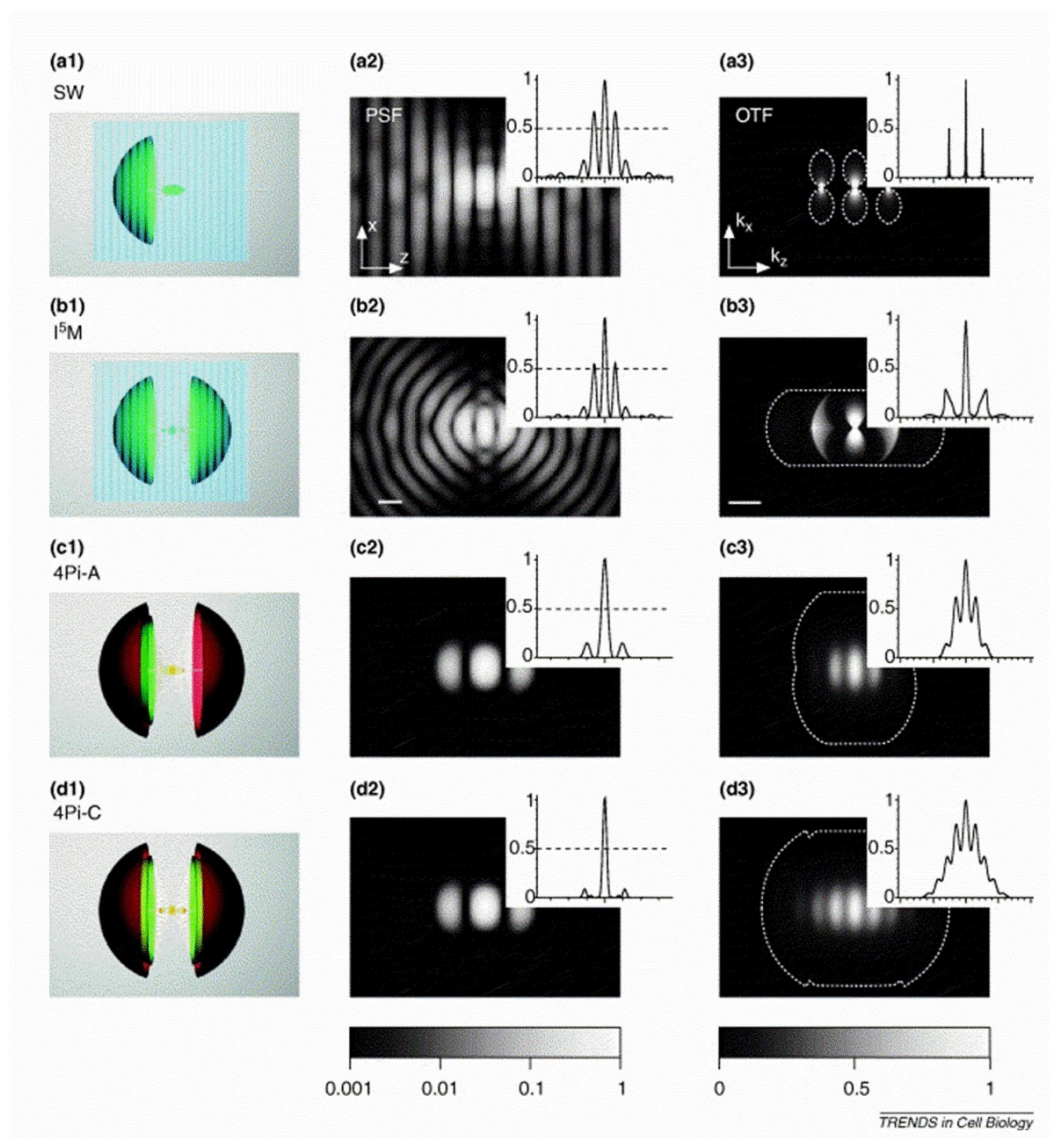 (a1)
SW
(a2)
PSF
x
z
1
0.5
0
(a3)
OTF
kx
kz
1
0.5
0
(b1)
I5M
(b2)
1
0.5
0
(b3)
1
0.5
0
(c1)
4Pi-A
(c2)
1
0.5
0
(c3)
1
0.5
0
(d1)
4Pi-C
(d2)
1
0.5
0
(d3)
1
0.5
0
0.001 0.01 0.1 1
0 0.5 1
TRENDS in Cell Biology